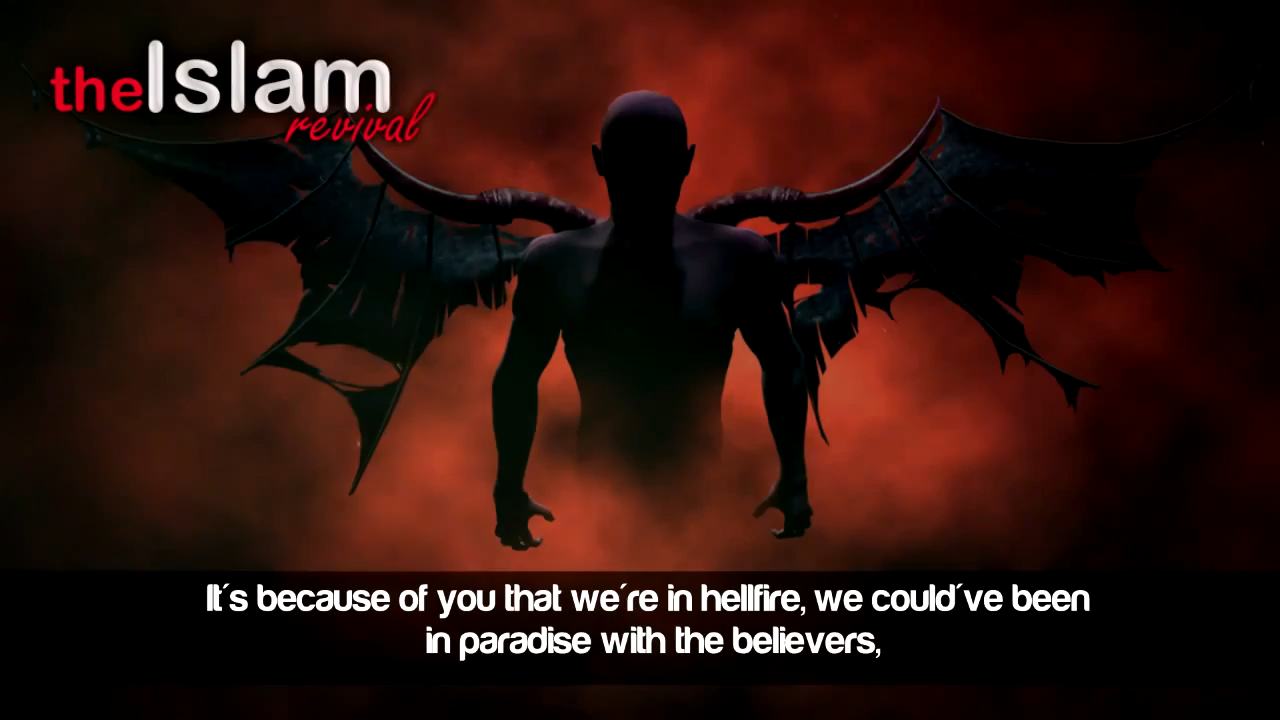 theIslam
revival
It´s because of you that we´re in hellfire, we could´ve been
in paradise with the believers,